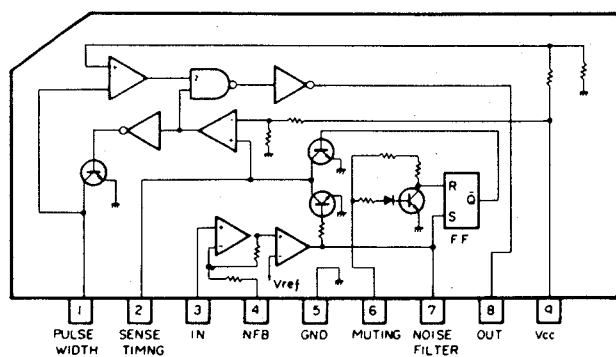 +
-
+
-
R
Q̄
S
FF
+
-
+
-
Vref
1
2
3
4
5
6
7
8
9
PULSE WIDTH
SENSE TIMNG
IN
NFB
GND
MUTING
NOISE FILTER
OUT
Vcc